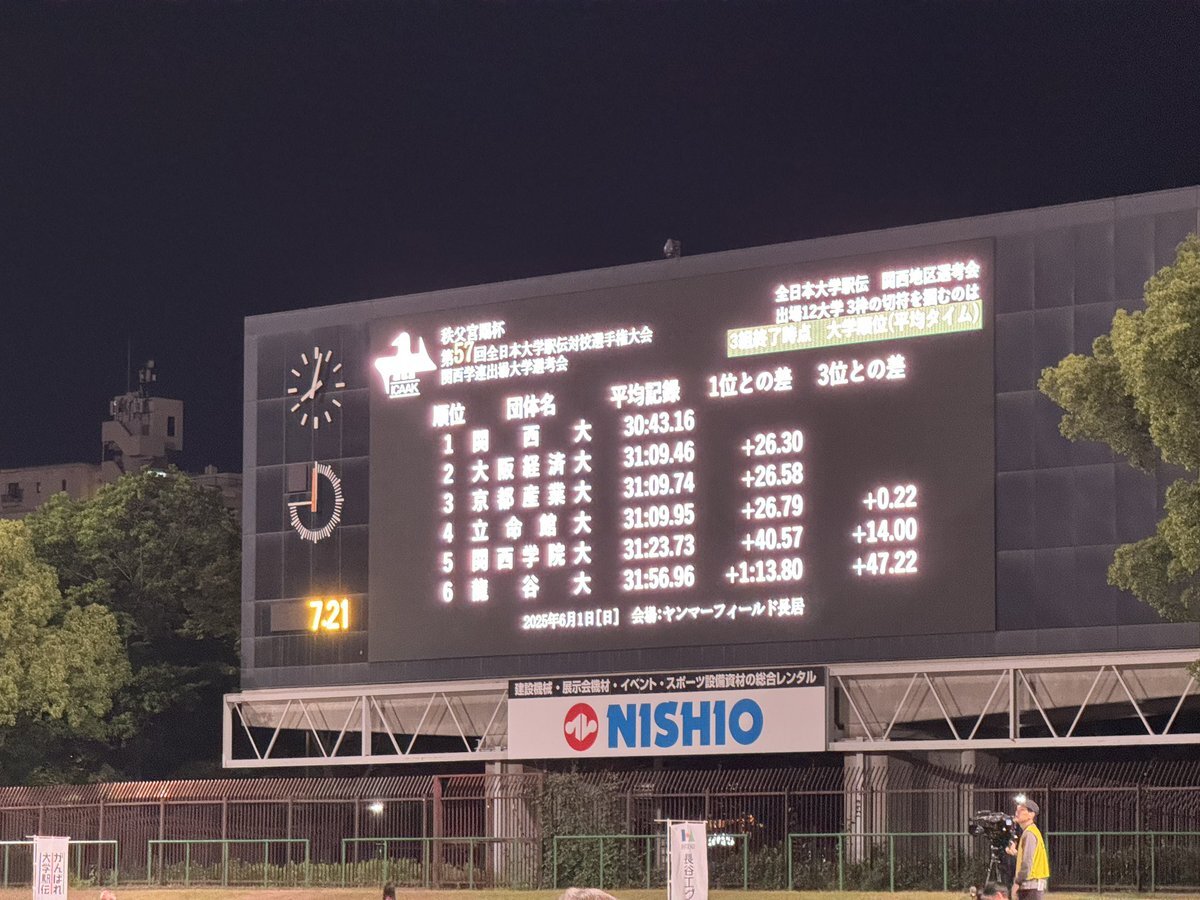 全日本大学駅伝 関西地区選考会
出場12大学 3枠の切符を掴むのは
3組終了時点 大学順位(平均タイム)
秩父宮賜杯
第57回全日本大学駅伝対校選手権大会
関西学連出場大学選考会
ICAAK
順位 団体名 平均記録 1位との差 3位との差
1 関西大 30:43.16
2 大阪経済大 31:09.46 +26.30
3 京都産業大 31:09.74 +26.58
4 立命館大 31:09.95 +26.79 +0.22
5 関西学院大 31:23.73 +40.57 +14.00
6 龍谷大 31:56.96 +1:13.80 +47.22
2025年6月1日[日] 会場:ヤンマーフィールド長居
7.21
建設機械・展示会機材・イベント・スポーツ設備資材の総合レンタル
NISHIO
がんばれ
大学駅伝
長谷工グ